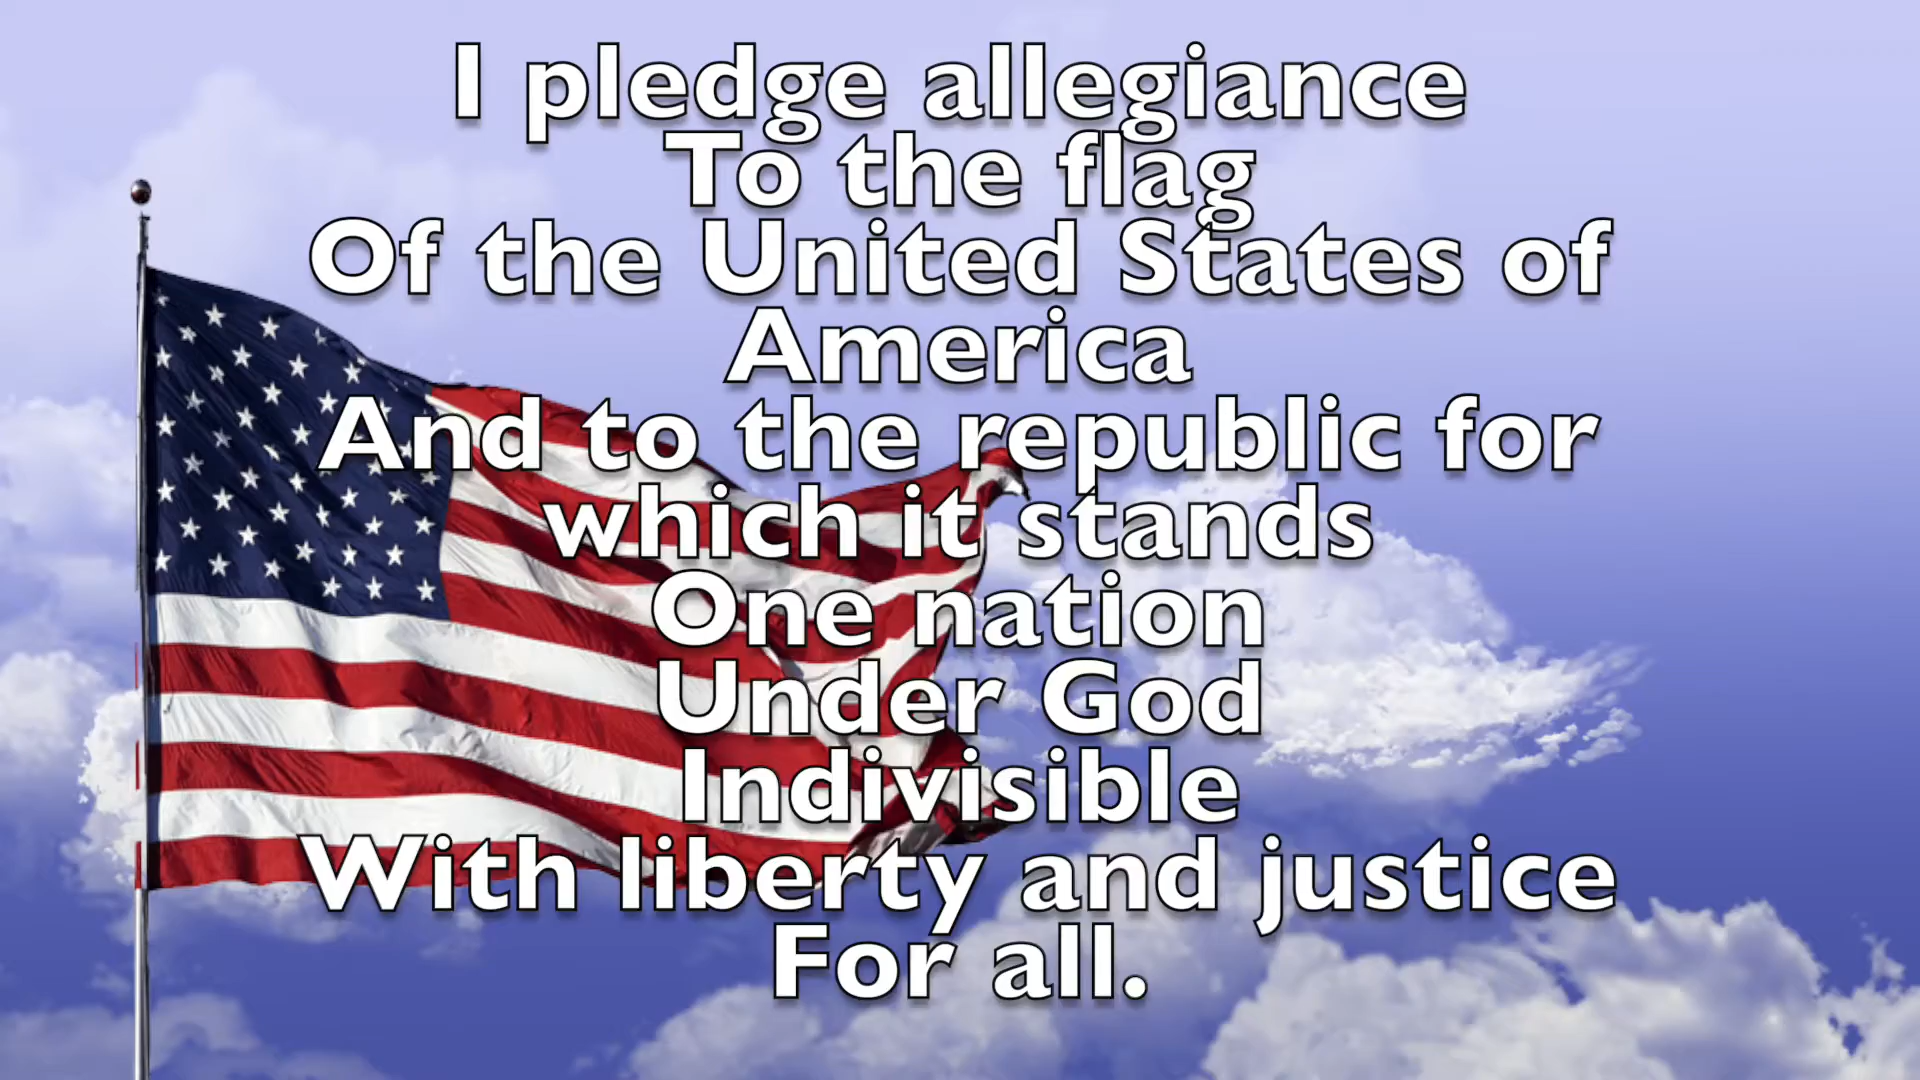 I pledge allegiance
To the flag
Of the United States of
America
And to the republic for
which it stands
One nation
Under God
Indivisible
With liberty and justice
For all.